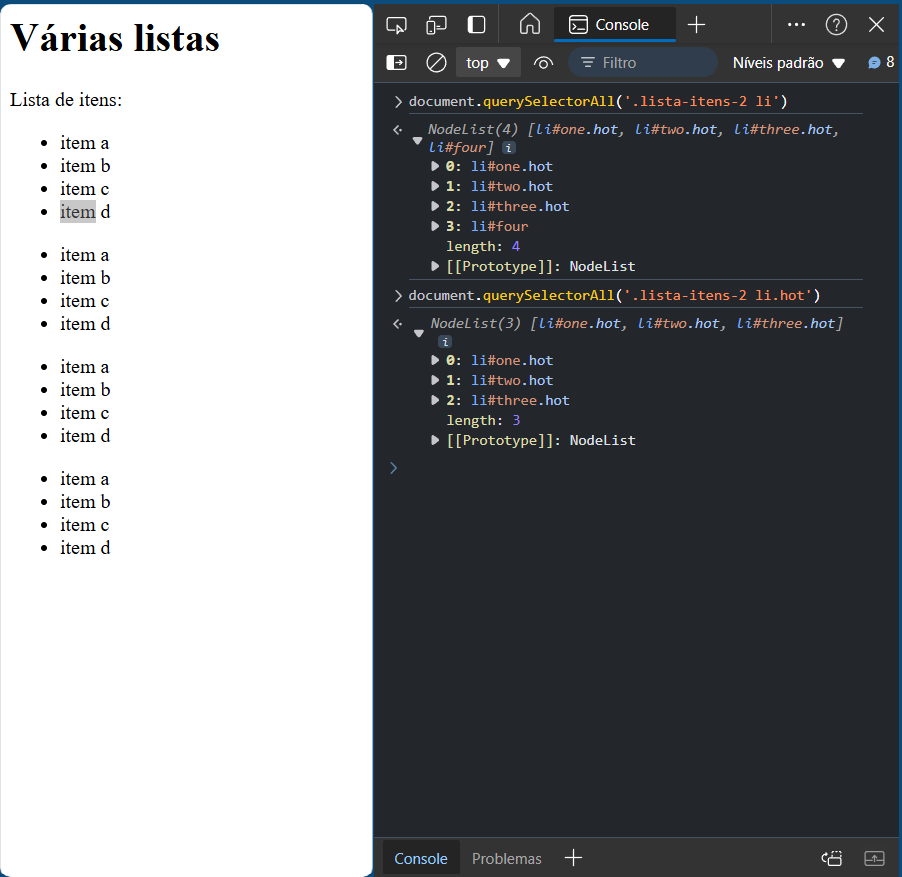 Várias listas
Lista de itens:
item a
item b
item c
item d
item a
item b
item c
item d
item a
item b
item c
item d
item a
item b
item c
item d
Console
top
Filtro
Níveis padrão
8
document.querySelectorAll('.lista-itens-2 li')
NodeList(4) [li#one.hot, li#two.hot, li#three.hot,
li#four] i
0: li#one.hot
1: li#two.hot
2: li#three.hot
3: li#four
length: 4
[[Prototype]]: NodeList
document.querySelectorAll('.lista-itens-2 li.hot')
NodeList(3) [li#one.hot, li#two.hot, li#three.hot]
i
0: li#one.hot
1: li#two.hot
2: li#three.hot
length: 3
[[Prototype]]: NodeList
Console Problemas